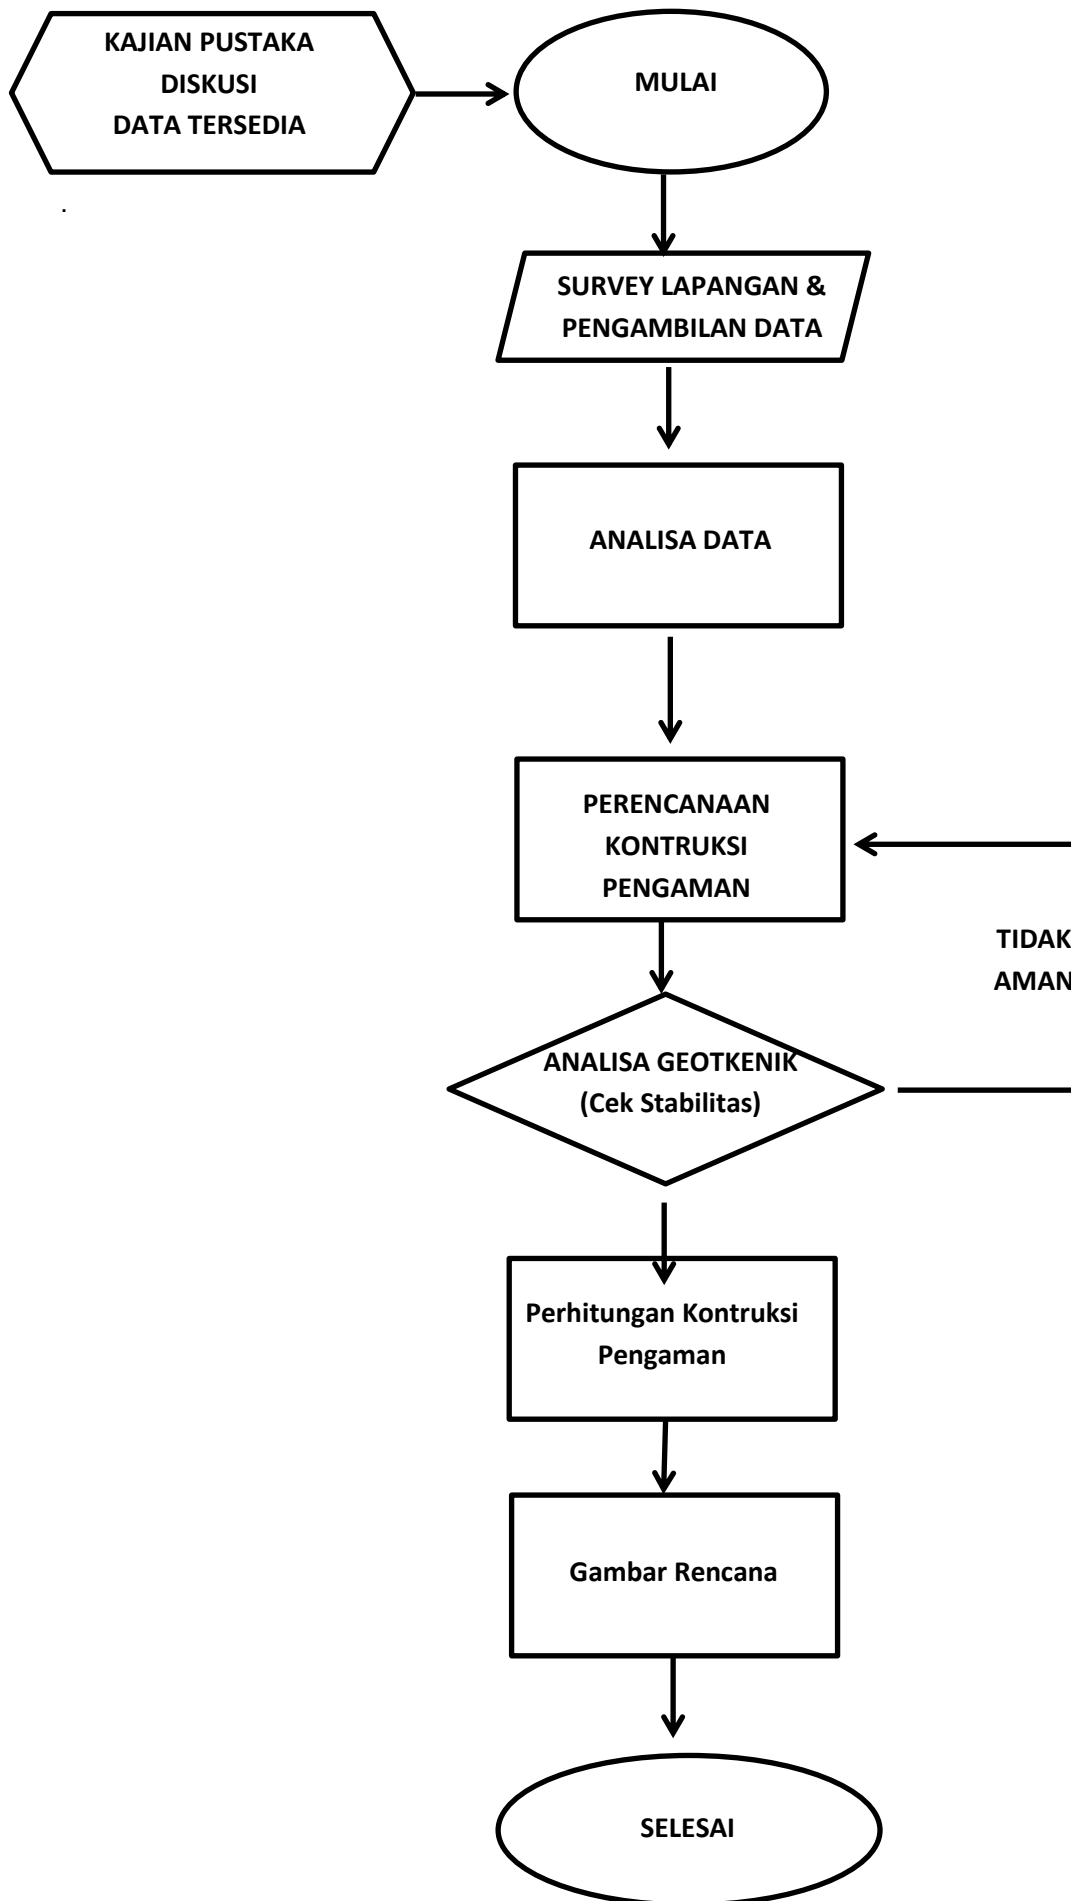 KAJIAN PUSTAKA
DISKUSI
DATA TERSEDIA
MULAI
.
SURVEY LAPANGAN &
PENGAMBILAN DATA
ANALISA DATA
PERENCANAAN
KONTRUKSI
PENGAMAN
TIDAK
AMAN
ANALISA GEOTKENIK
(Cek Stabilitas)
Perhitungan Kontruksi
Pengaman
Gambar Rencana
SELESAI